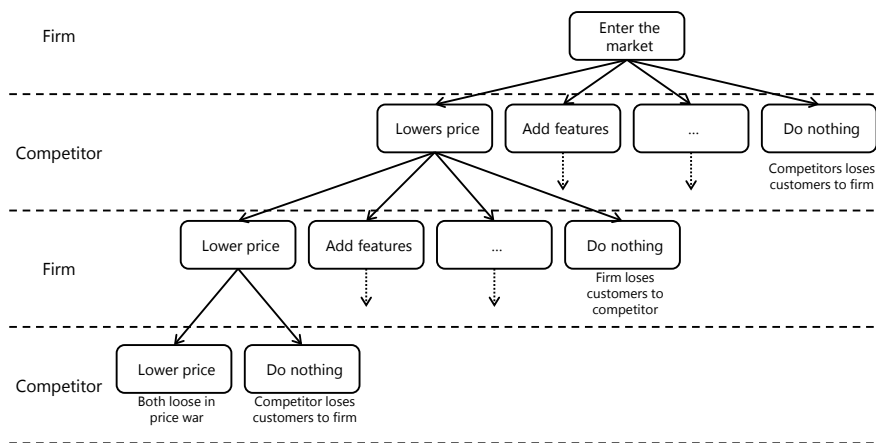 Firm
Enter the
market
Competitor
Lowers price
Add features
...
Do nothing
Competitors loses
customers to firm
Firm
Lower price
Add features
...
Do nothing
Firm loses
customers to
competitor
Competitor
Lower price
Do nothing
Both loose in
price war
Competitor loses
customers to firm